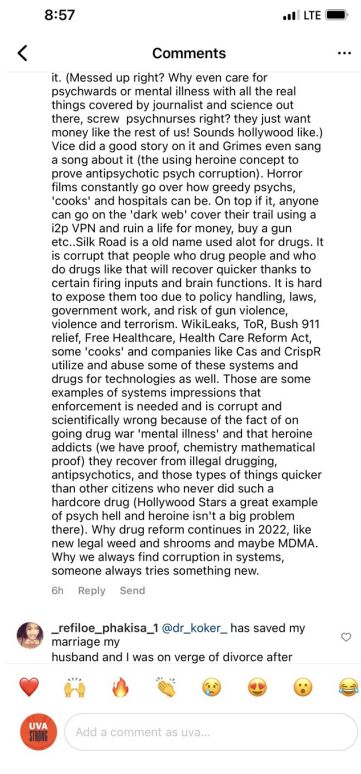 8:57
LTE
Comments
it. (Messed up right? Why even care for
psychwards or mental illness with all the real
things covered by journalist and science out
there, screw  psychnurses right? they just want
money like the rest of us! Sounds hollywood like.)
Vice did a good story on it and Grimes even sang
a song about it (the using heroine concept to
prove antipsychotic psych corruption). Horror
films constantly go over how greedy psychs,
'cooks' and hospitals can be. On top if it, anyone
can go on the 'dark web' cover their trail using a
i2p VPN and ruin a life for money, buy a gun
etc..Silk Road is a old name used alot for drugs. It
is corrupt that people who drug people and who
do drugs like that will recover quicker thanks to
certain firing inputs and brain functions. It is hard
to expose them too due to policy handling, laws,
government work, and risk of gun violence,
violence and terrorism. WikiLeaks, ToR, Bush 911
relief, Free Healthcare, Health Care Reform Act,
some 'cooks' and companies like Cas and CrispR
utilize and abuse some of these systems and
drugs for technologies as well. Those are some
examples of systems impressions that
enforcement is needed and is corrupt and
scientifically wrong because of the fact of on
going drug war 'mental illness' and that heroine
addicts (we have proof, chemistry mathematical
proof) they recover from illegal drugging,
antipsychotics, and those types of things quicker
than other citizens who never did such a
hardcore drug (Hollywood Stars a great example
of psych hell and heroine isn't a big problem
there). Why drug reform continues in 2022, like
new legal weed and shrooms and maybe MDMA.
Why we always find corruption in systems,
someone always tries something new.
6h Reply Send
_refiloe_phakisa_1 @dr_koker_ has saved my
marriage my
husband and I was on verge of divorce after
UVA
STRONG
Add a comment as uva...